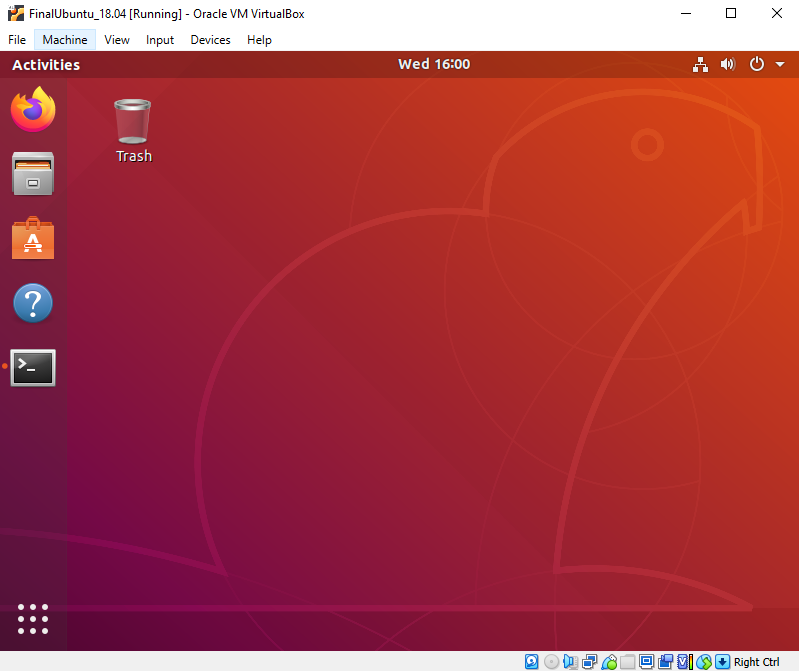 FinalUbuntu_18.04 [Running] - Oracle VM VirtualBox
File Machine View Input Devices Help
Activities Wed 16:00
Trash
Right Ctrl